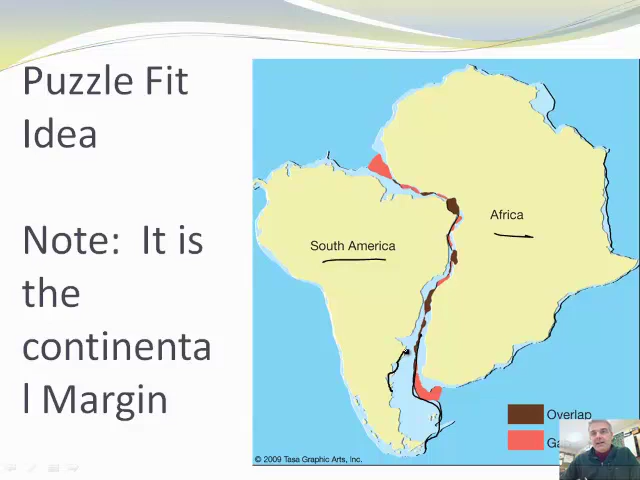 Puzzle Fit
Idea
Note: It is
the
continenta
l Margin
South America
Africa
Overlap
© 2009 Tasa Graphic Arts, Inc.